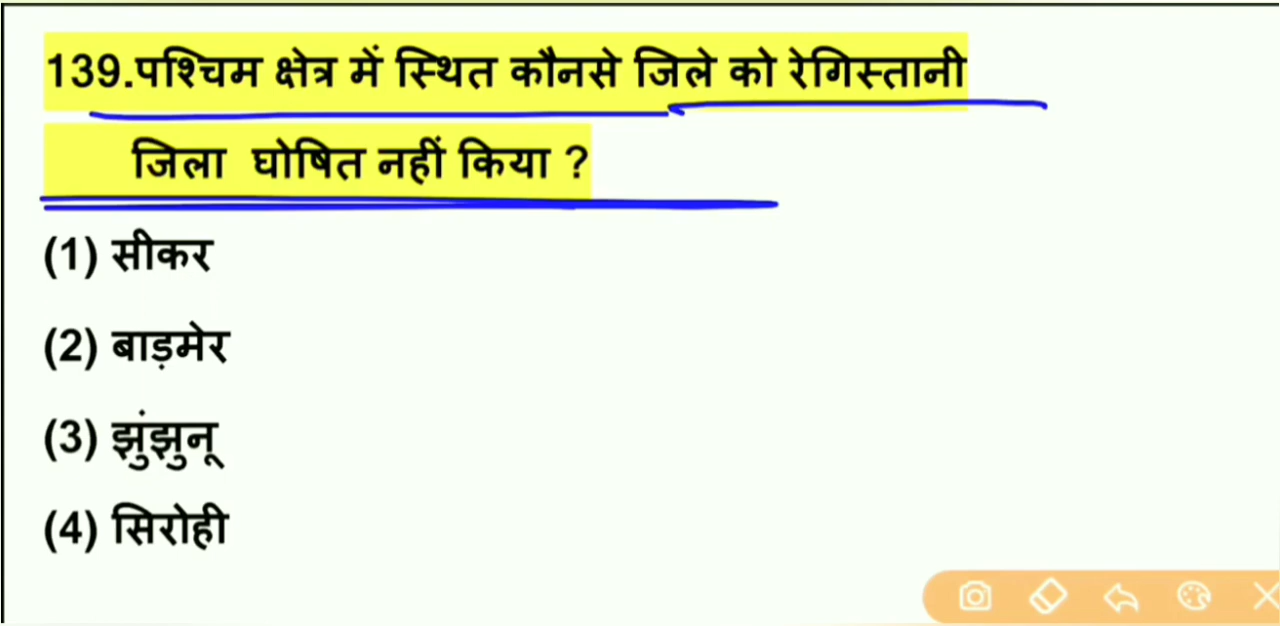 139.पश्चिम क्षेत्र में स्थित कौनसे जिले को रेगिस्तानी
जिला घोषित नहीं किया ?
(1) सीकर
(2) बाड़मेर
(3) झुंझुनू
(4) सिरोही